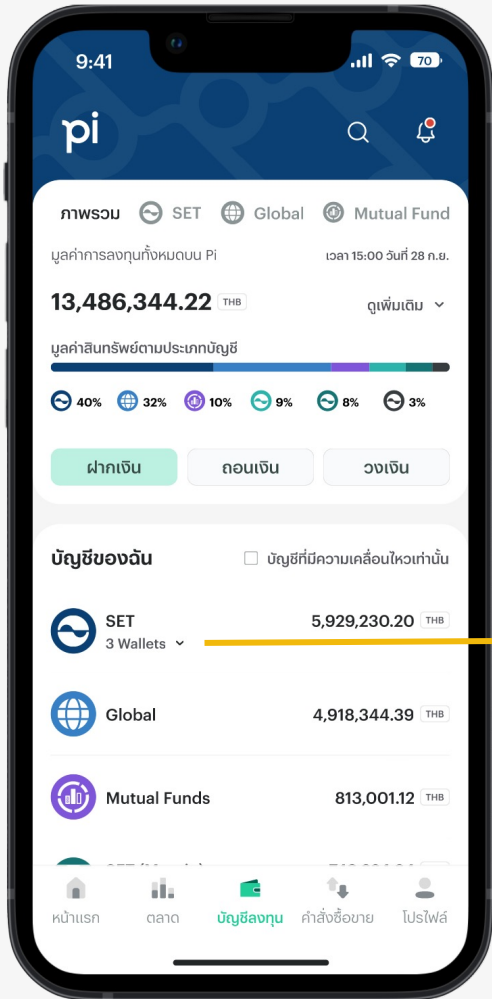 9:41
70
pi
ภาพรวม SET Global Mutual Fund
มูลค่าการลงทุนทั้งหมดบน Pi เวลา 15:00 วันที่ 28 ก.ย.
13,486,344.22 THB ดูเพิ่มเติม
มูลค่าสินทรัพย์ตามประเภทบัญชี
40% 32% 10% 9% 8% 3%
ฝากเงิน ถอนเงิน วงเงิน
บัญชีของฉัน บัญชีที่มีความเคลื่อนไหวเท่านั้น
SET 5,929,230.20 THB
3 Wallets
Global 4,918,344.39 THB
Mutual Funds 813,001.12 THB
หน้าแรก ตลาด บัญชีลงทุน คำสั่งซื้อขาย โปรไฟล์